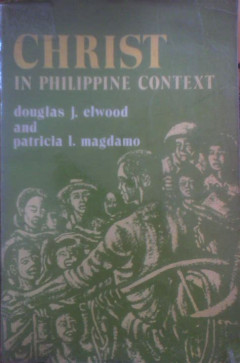 CHRIST
IN PHILIPPINE CONTEXT
douglas j. elwood
and
patricia l. magdamo